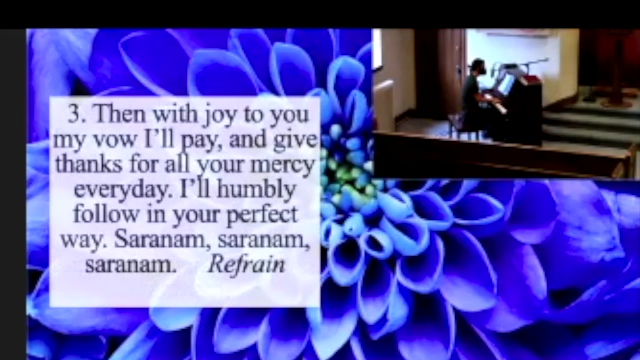 3. Then with joy to you
my vow I'll pay, and give
thanks for all your mercy
everyday. I'll humbly
follow in your perfect
way. Saranam, saranam,
saranam. Refrain